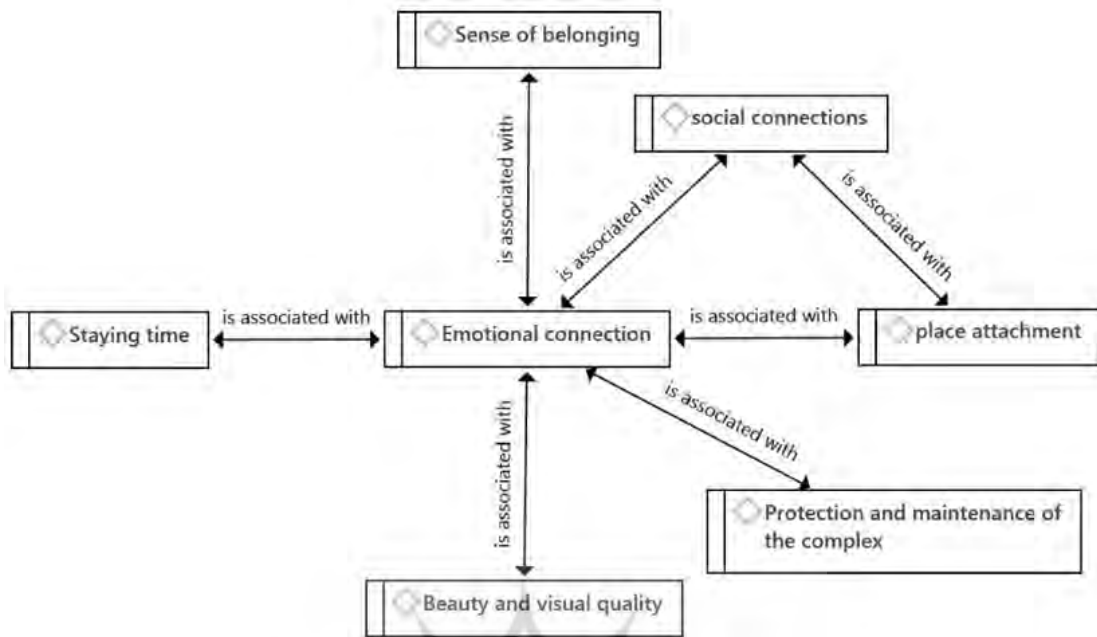 Sense of belonging
social connections
is associated with
is associated with
is associated with
Staying time
is associated with
Emotional connection
is associated with
place attachment
is associated with
is associated with
Protection and maintenance of
the complex
Beauty and visual quality